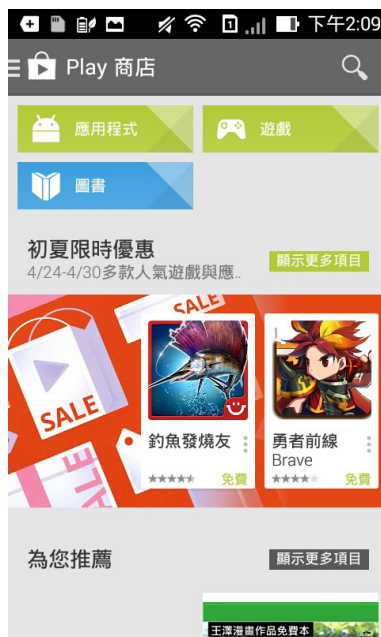 1
下午2:09
Play 商店
應用程式
遊戲
圖書
初夏限時優惠
4/24-4/30多款人氣遊戲與應..
顯示更多項目
SALE
SALE
SALE
釣魚發燒友
免費
勇者前線
Brave
免費
為您推薦
顯示更多項目
王澤漫畫作品免費本